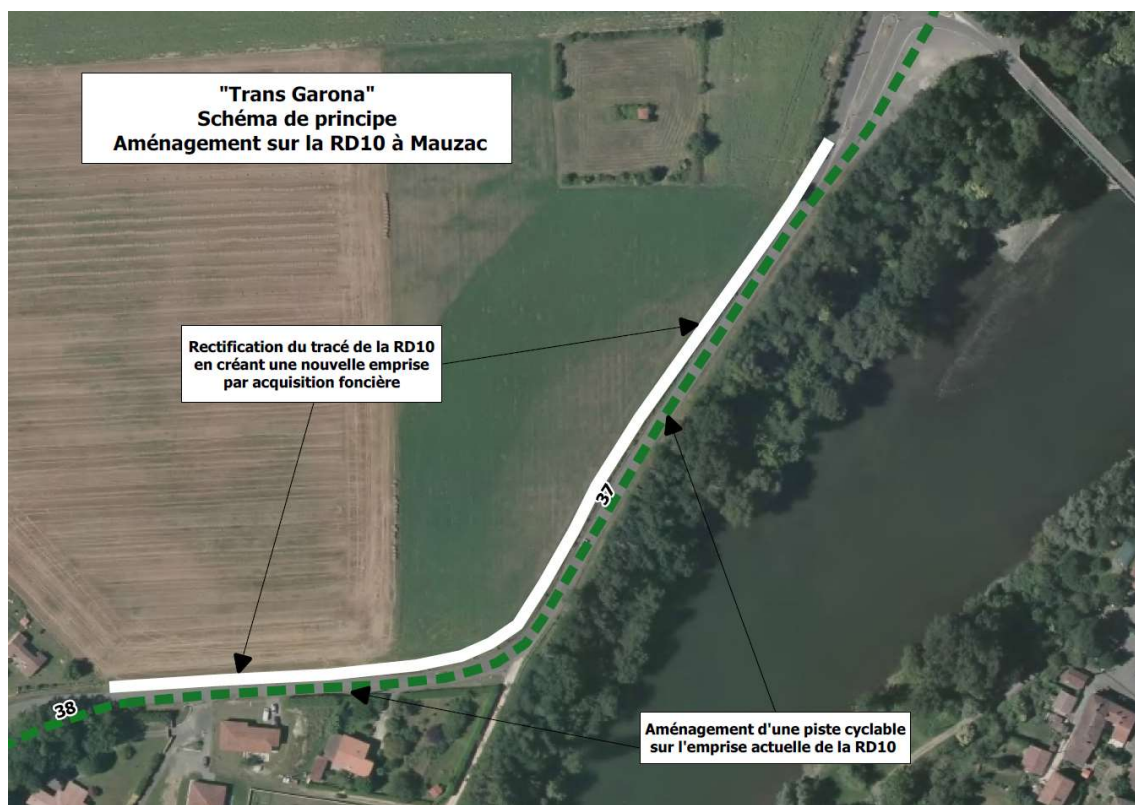 "Trans Garona"
Schéma de principe
Aménagement sur la RD10 à Mauzac
Rectification du tracé de la RD10
en créant une nouvelle emprise
par acquisition foncière
37
38
Aménagement d'une piste cyclable
sur l'emprise actuelle de la RD10